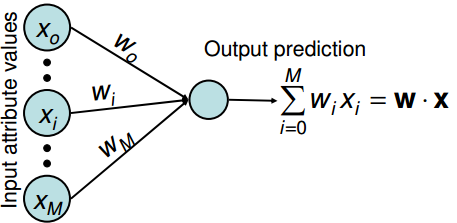 Input attribute values
x_o
x_i
x_M
w_o
w_i
w_M
Output prediction
M
∑ w_i x_i = w · x
i=0